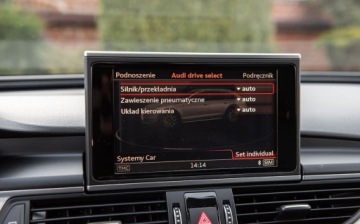 Podnoszenie Audi drive select Podręcznik
Silnik/przekładnia auto
Zawieszenie pneumatyczne auto
Układ kierowania auto
Systemy Car Set individual
14:14 SIM